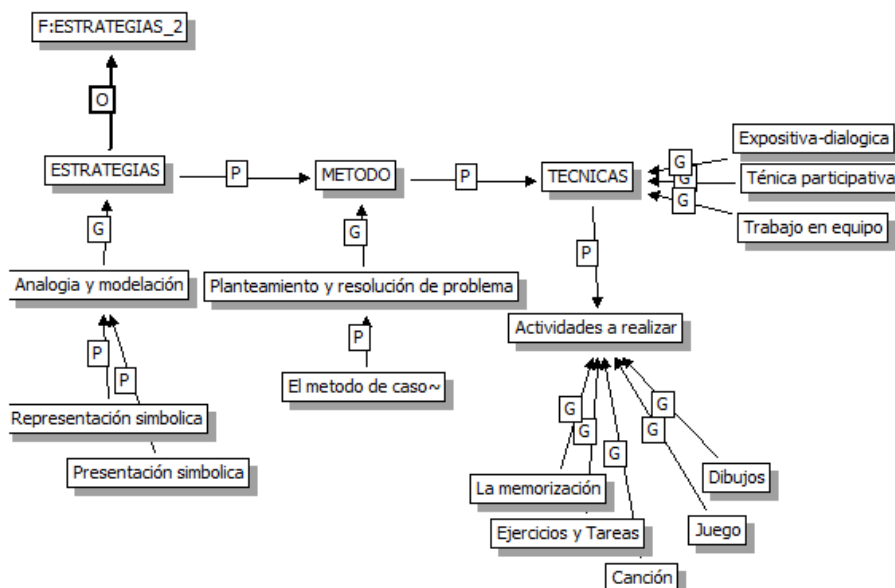 F:ESTRATEGIAS_2
O
ESTRATEGIAS
P
METODO
P
TECNICAS
G
Expositiva-dialogica
G
Ténica participativa
G
Trabajo en equipo
G
Analogia y modelación
G
Planteamiento y resolución de problema
P
Actividades a realizar
P
P
Representación simbolica
Presentación simbolica
P
El metodo de caso~
G
G
G
G
G
La memorización
Ejercicios y Tareas
Canción
Juego
Dibujos